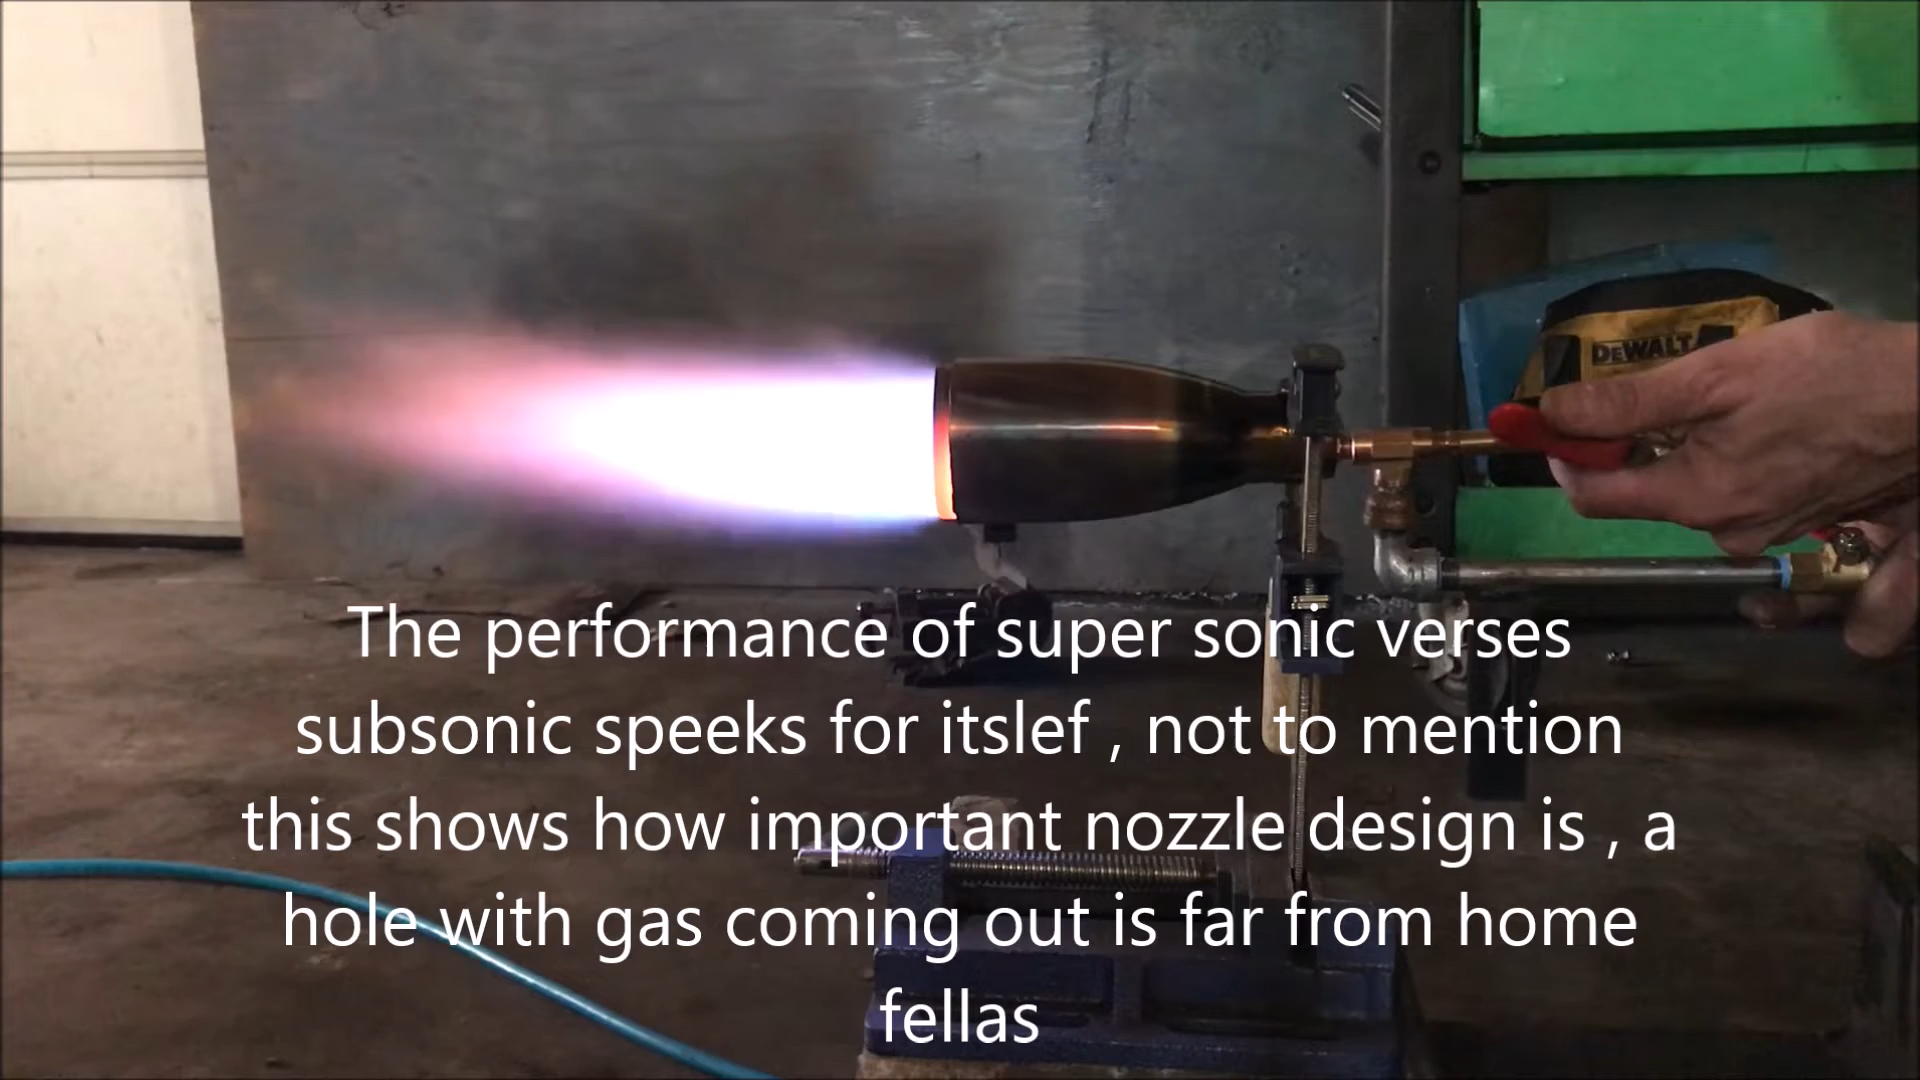 DEWALT
The performance of super sonic verses
subsonic speeks for itslef , not to mention
this shows how important nozzle design is , a
hole with gas coming out is far from home
fellas